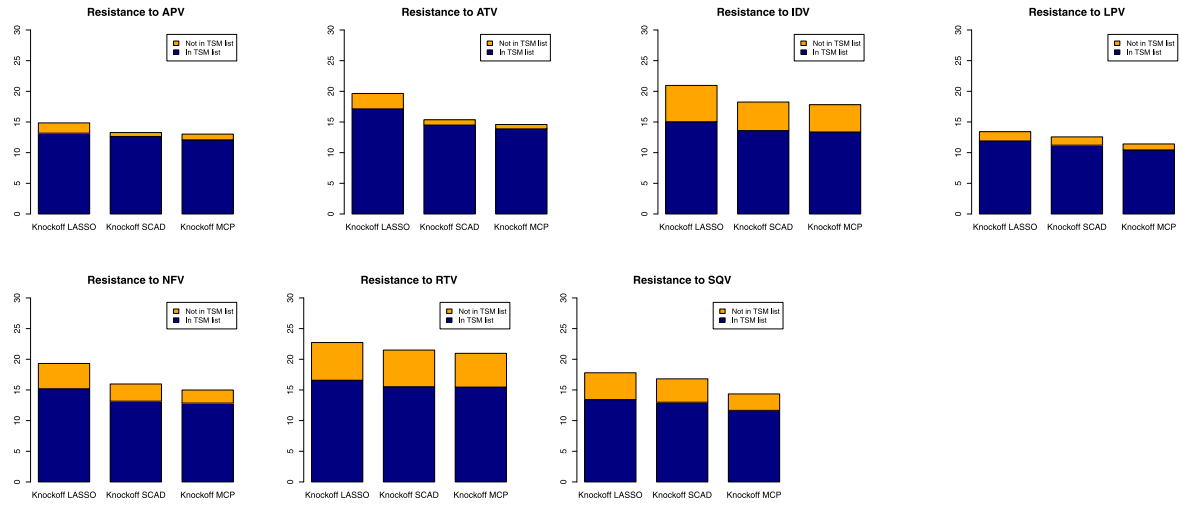 Resistance to APV
30
25
20
15
10
5
0
Not in TSM list
In TSM list
Knockoff LASSO Knockoff SCAD Knockoff MCP
Resistance to ATV
30
25
20
15
10
5
0
Not in TSM list
In TSM list
Knockoff LASSO Knockoff SCAD Knockoff MCP
Resistance to IDV
30
25
20
15
10
5
0
Not in TSM list
In TSM list
Knockoff LASSO Knockoff SCAD Knockoff MCP
Resistance to LPV
30
25
20
15
10
5
0
Not in TSM list
In TSM list
Knockoff LASSO Knockoff SCAD Knockoff MCP
Resistance to NFV
30
25
20
15
10
5
0
Not in TSM list
In TSM list
Knockoff LASSO Knockoff SCAD Knockoff MCP
Resistance to RTV
30
25
20
15
10
5
0
Not in TSM list
In TSM list
Knockoff LASSO Knockoff SCAD Knockoff MCP
Resistance to SQV
30
25
20
15
10
5
0
Not in TSM list
In TSM list
Knockoff LASSO Knockoff SCAD Knockoff MCP